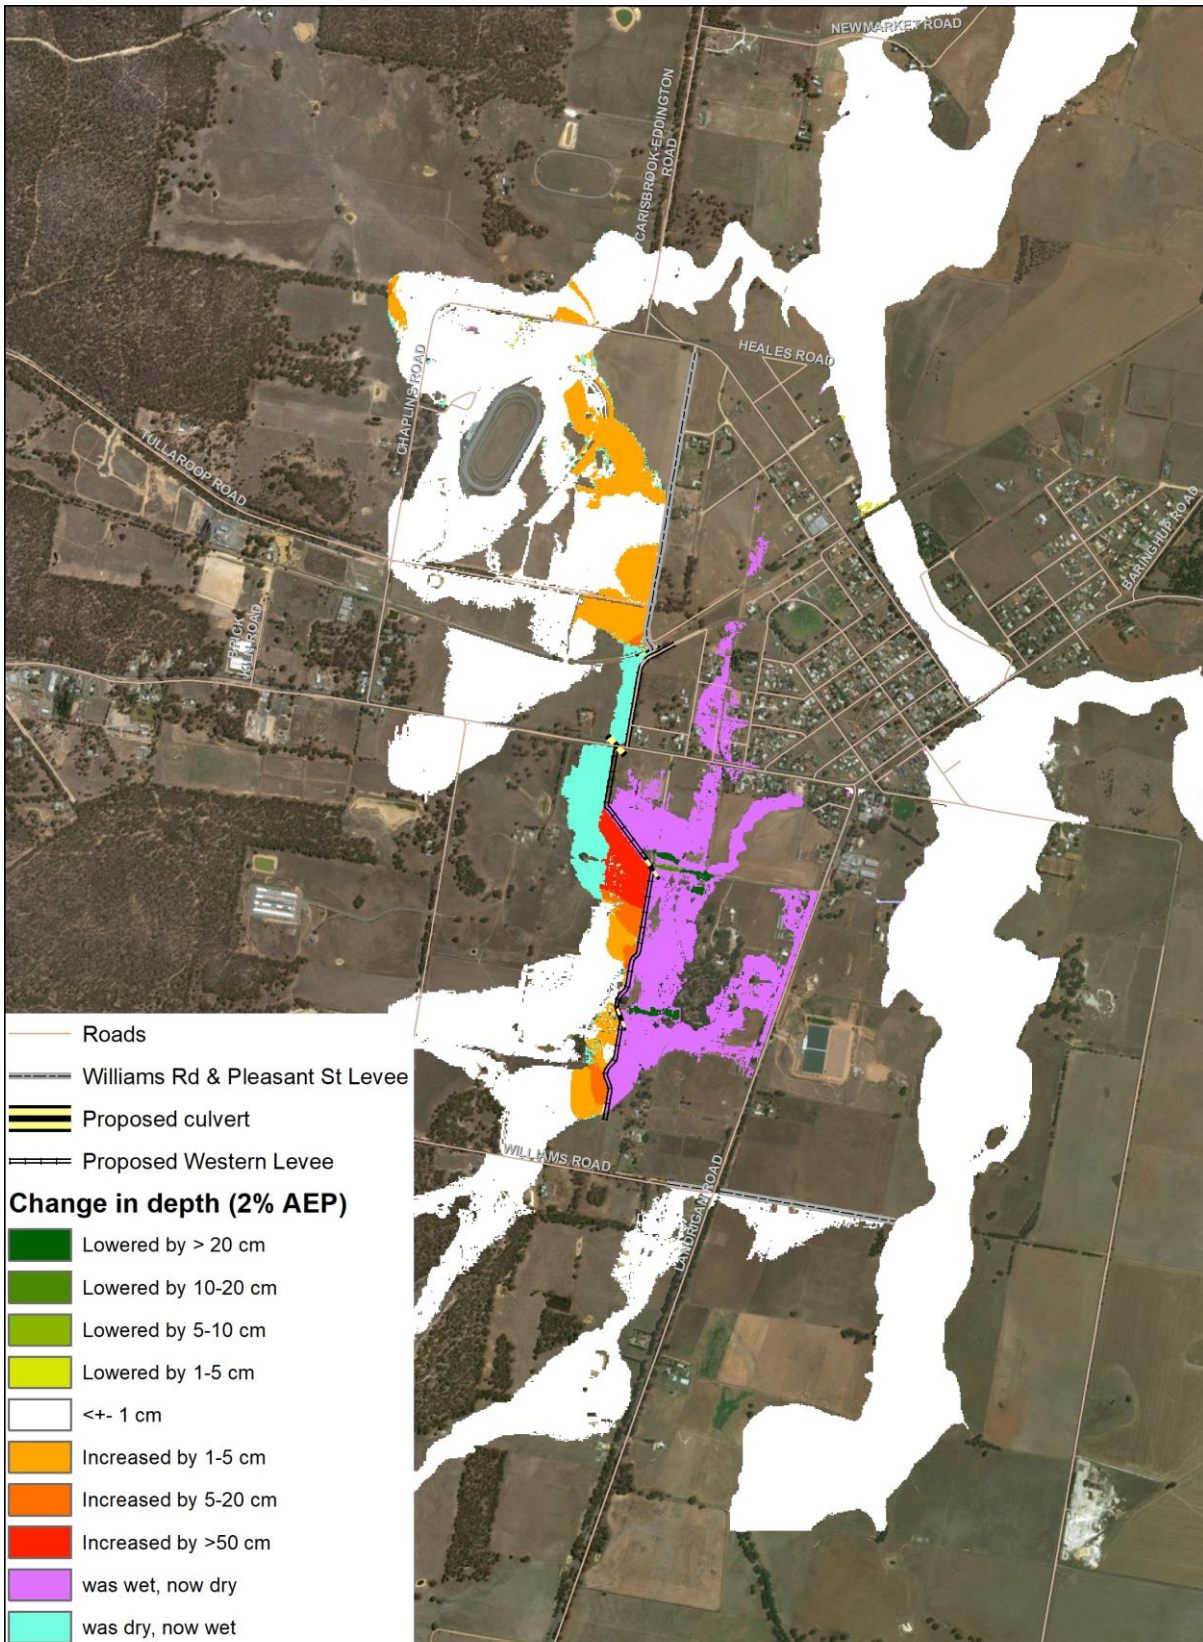 NEWMARKET ROAD
CARISBROOK-EDDINGTON
ROAD
HEALES ROAD
CHAPLINS ROAD
TULLAROOP ROAD
BARINGHUP ROAD
BRICK
KILN ROAD
WILLIAMS ROAD
LANDRIGAN ROAD
Roads
Williams Rd & Pleasant St Levee
Proposed culvert
Proposed Western Levee
Change in depth (2% AEP)
Lowered by > 20 cm
Lowered by 10-20 cm
Lowered by 5-10 cm
Lowered by 1-5 cm
<+- 1 cm
Increased by 1-5 cm
Increased by 5-20 cm
Increased by >50 cm
was wet, now dry
was dry, now wet